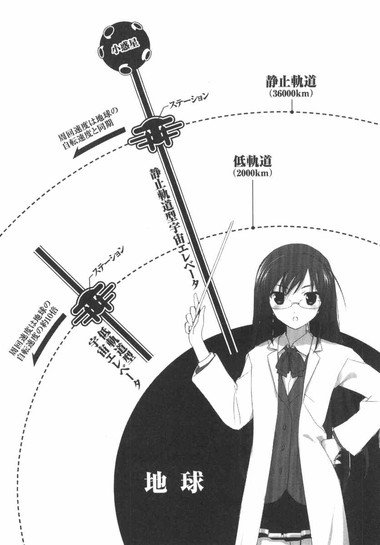 小惑星
静止軌道
(36000km)
ステーション
周回速度は地球の
自転速度と同期
低軌道
(2000km)
静止軌道型宇宙エレベータ
ステーション
周回速度は地球の
自転速度の約10倍
低軌道型
宇宙エレベータ
地球